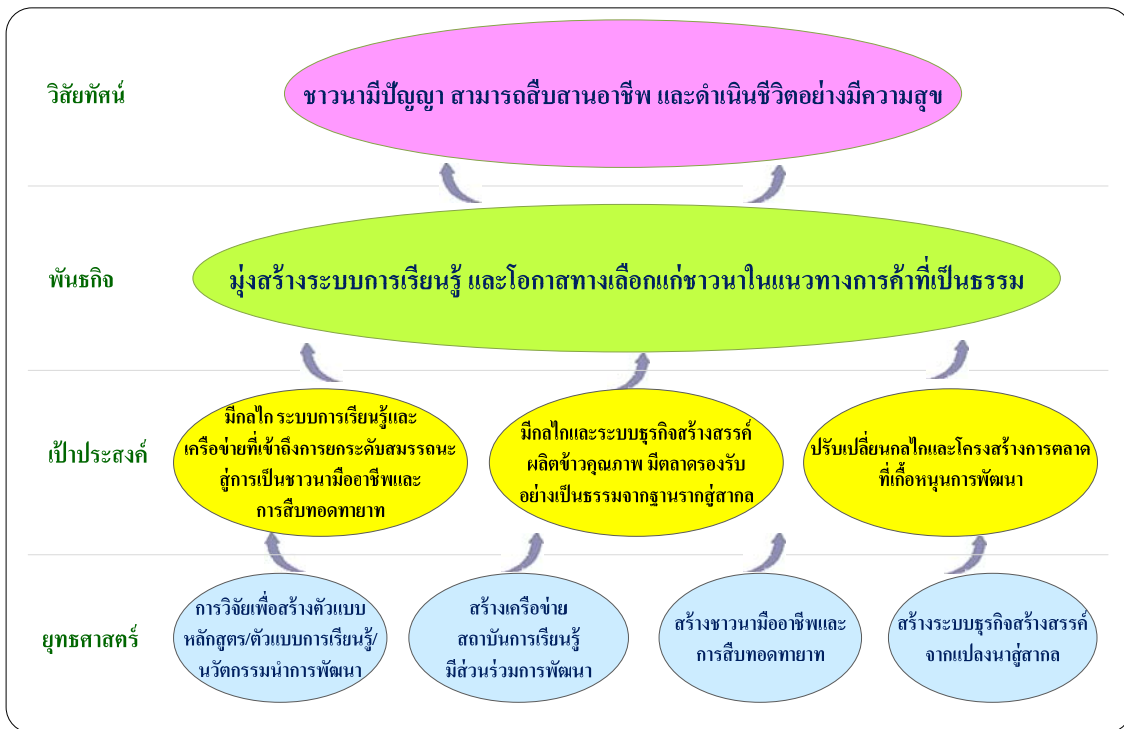 วิสัยทัศน์
ชาวนามีปัญญา สามารถสืบสานอาชีพ และดำเนินชีวิตอย่างมีความสุข
พันธกิจ
มุ่งสร้างระบบการเรียนรู้ และโอกาสทางเลือกแก่ชาวนาในแนวทางการค้าที่เป็นธรรม
เป้าประสงค์
มีกลไก ระบบการเรียนรู้และ
เครือข่ายที่เข้าถึงการยกระดับสมรรถนะ
สู่การเป็นชาวนามืออาชีพและ
การสืบทอดทายาท
มีกลไกและระบบธุรกิจสร้างสรรค์
ผลิตข้าวคุณภาพ มีตลาดรองรับ
อย่างเป็นธรรมจากฐานรากสู่สากล
ปรับเปลี่ยนกลไกและโครงสร้างการตลาด
ที่เกื้อหนุนการพัฒนา
ยุทธศาสตร์
การวิจัยเพื่อสร้างตัวแบบ
หลักสูตร/ตัวแบบการเรียนรู้/
นวัตกรรมนำการพัฒนา
สร้างเครือข่าย
สถาบันการเรียนรู้
มีส่วนร่วมการพัฒนา
สร้างชาวนามืออาชีพและ
การสืบทอดทายาท
สร้างระบบธุรกิจสร้างสรรค์
จากแปลงนาสู่สากล